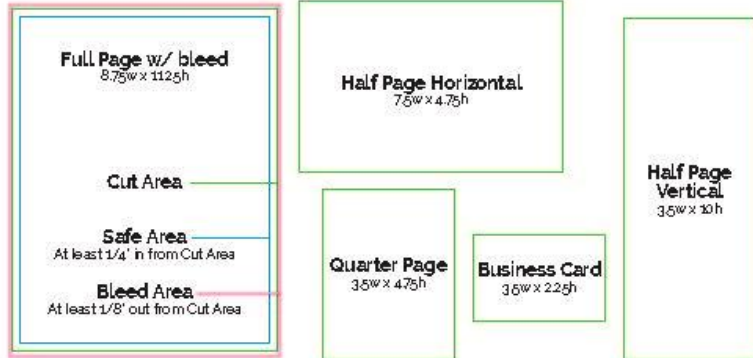 Full Page w/ bleed
8.75w x 11.25h
Cut Area
Safe Area
At least 1/4" in from Cut Area
Bleed Area
At least 1/8" out from Cut Area
Half Page Horizontal
7.5w x 4.75h
Quarter Page
3.5w x 4.75h
Business Card
3.5w x 2.25h
Half Page
Vertical
3.5w x 10h